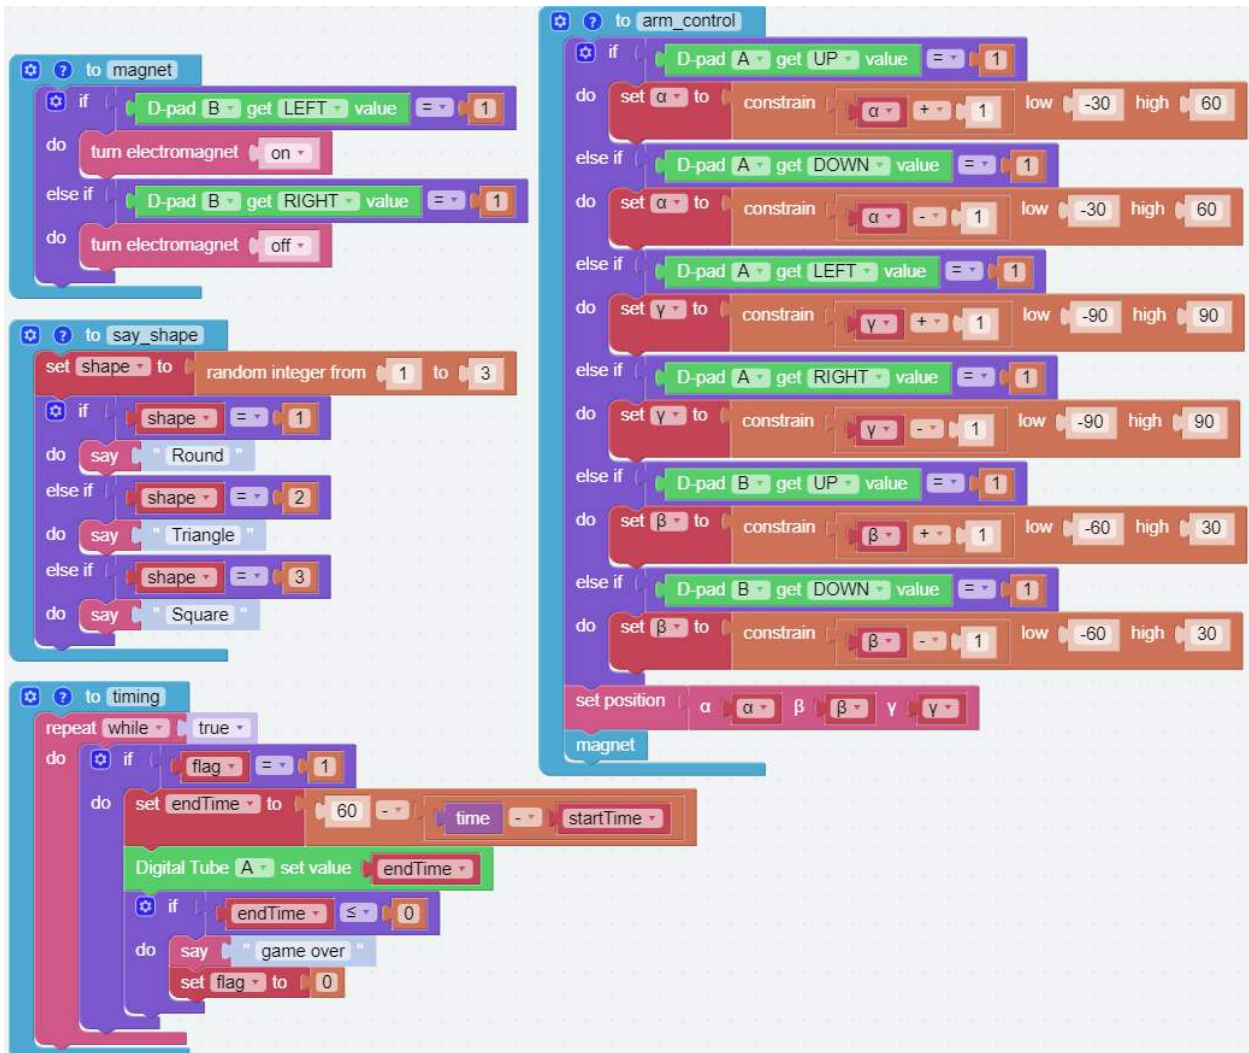 to magnet
if D-pad B get LEFT value = 1
do turn electromagnet on
else if D-pad B get RIGHT value = 1
do turn electromagnet off
to say_shape
set shape to random integer from 1 to 3
if shape = 1
do say " Round "
else if shape = 2
do say " Triangle "
else if shape = 3
do say " Square "
to timing
repeat while true
do if flag = 1
do set endTime to 60 - time - startTime
Digital Tube A set value endTime
if endTime ≤ 0
do say " game over "
set flag to 0
to arm_control
if D-pad A get UP value = 1
do set α to constrain α + 1 low -30 high 60
else if D-pad A get DOWN value = 1
do set α to constrain α - 1 low -30 high 60
else if D-pad A get LEFT value = 1
do set γ to constrain γ + 1 low -90 high 90
else if D-pad A get RIGHT value = 1
do set γ to constrain γ - 1 low -90 high 90
else if D-pad B get UP value = 1
do set β to constrain β + 1 low -60 high 30
else if D-pad B get DOWN value = 1
do set β to constrain β - 1 low -60 high 30
set position α α β β γ γ
magnet